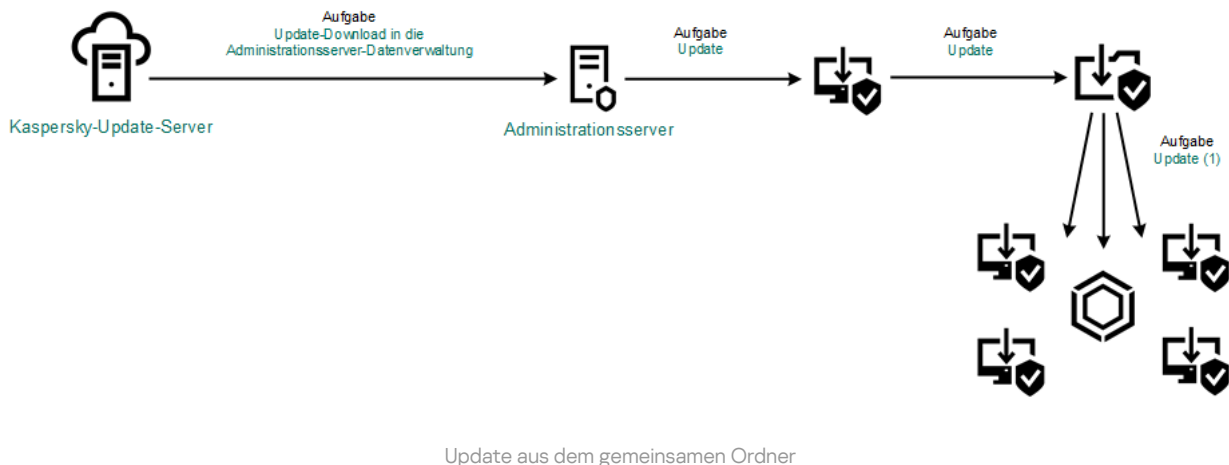 Aufgabe
Update-Download in die
Administrationsserver-Datenverwaltung
Aufgabe
Update
Aufgabe
Update
Kaspersky-Update-Server
Administrationsserver
Aufgabe
Update (1)
Update aus dem gemeinsamen Ordner